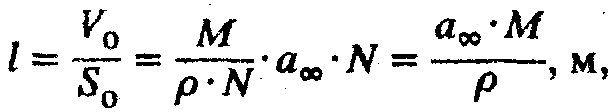 l = V₀/S₀ = M/(ρ·N) · a∞ · N = (a∞·M)/ρ, м,